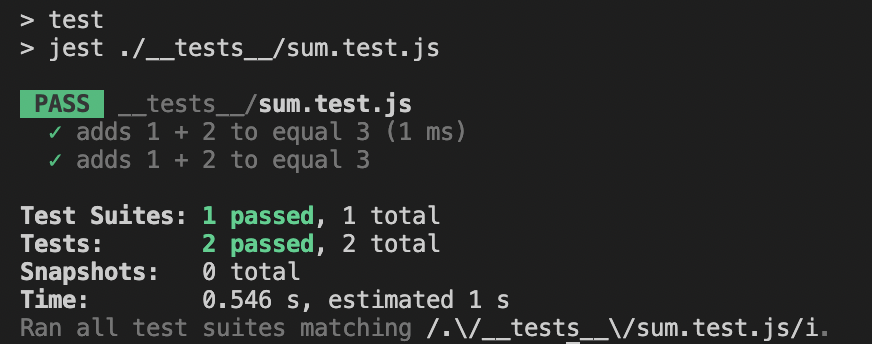 > test
> jest ./__tests__/sum.test.js
PASS __tests__/sum.test.js
✓ adds 1 + 2 to equal 3 (1 ms)
✓ adds 1 + 2 to equal 3
Test Suites: 1 passed, 1 total
Tests: 2 passed, 2 total
Snapshots: 0 total
Time: 0.546 s, estimated 1 s
Ran all test suites matching /.\/__tests__\/sum.test.js/i.